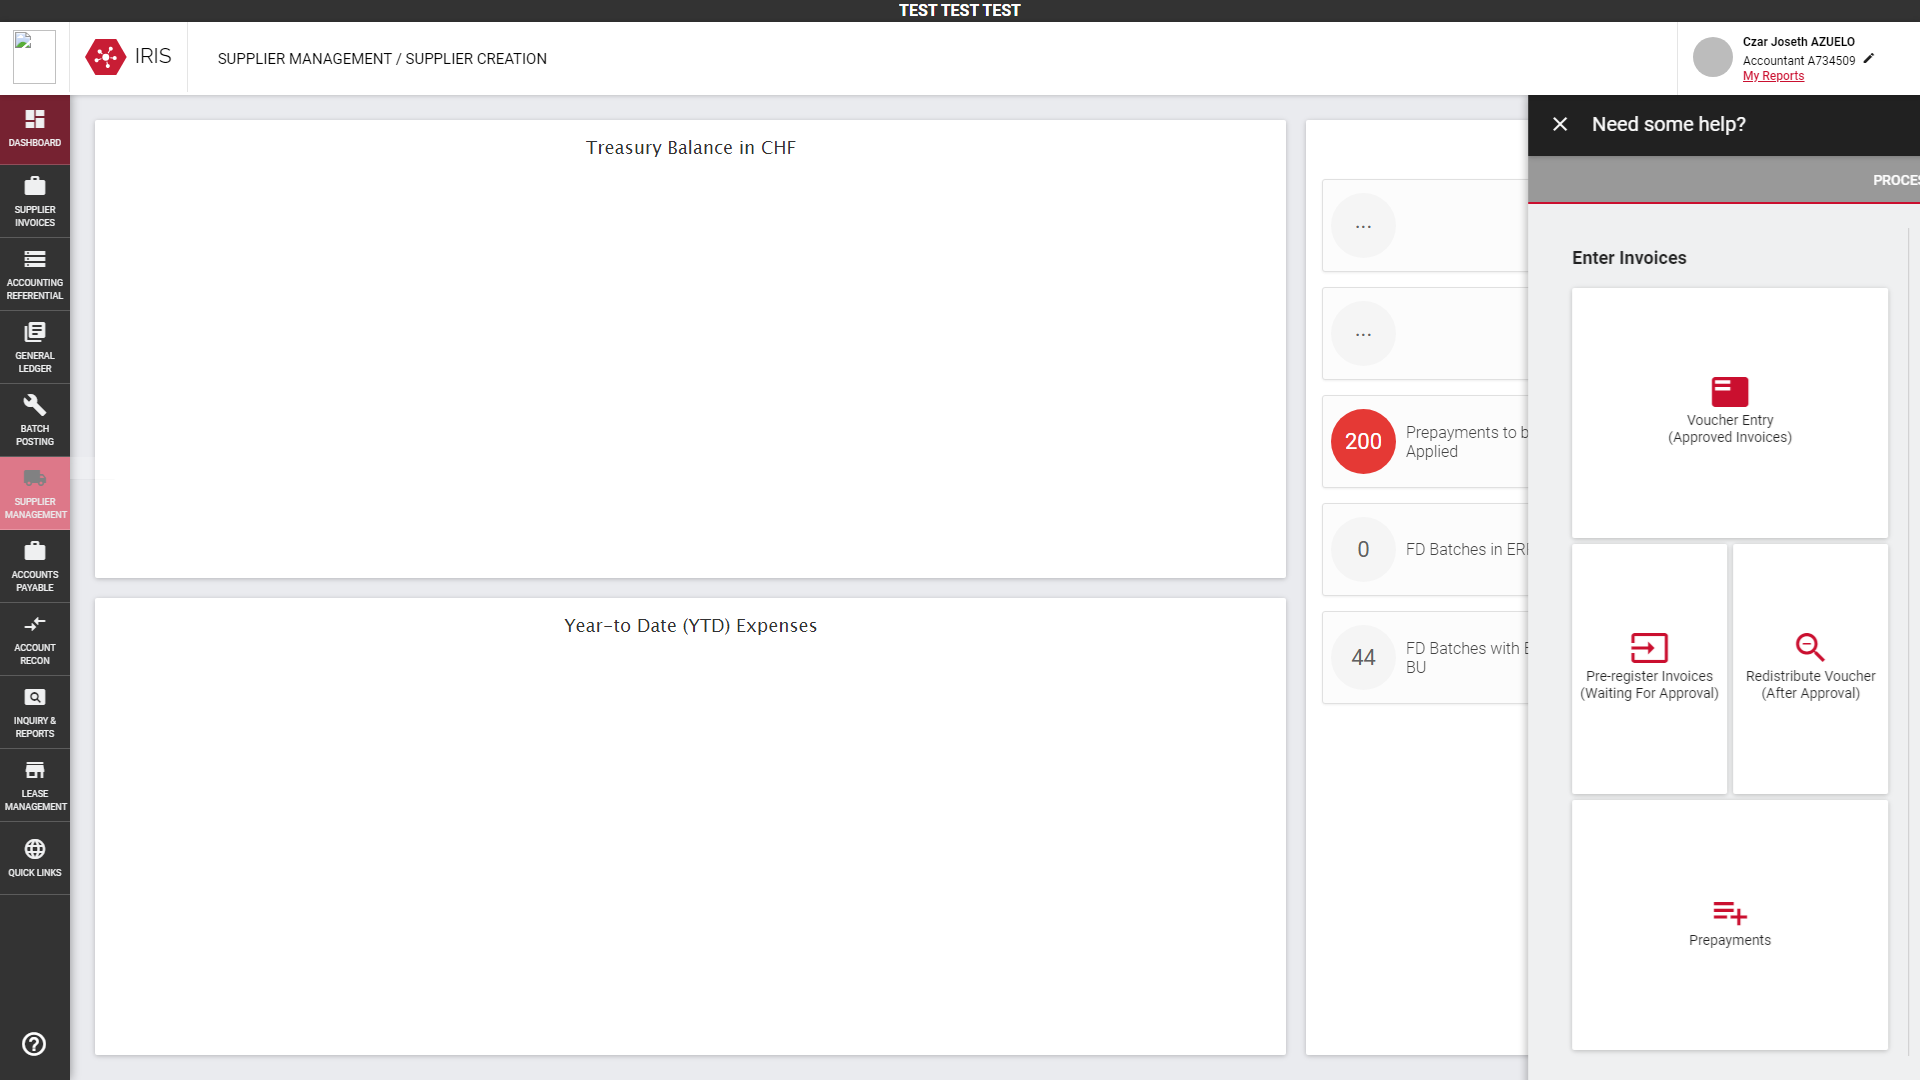 TEST TEST TEST
IRIS
SUPPLIER MANAGEMENT / SUPPLIER CREATION
Czar Joseth AZUELO
Accountant A734509
My Reports
DASHBOARD
SUPPLIER
INVOICES
ACCOUNTING
REFERENTIAL
GENERAL
LEDGER
BATCH
POSTING
SUPPLIER
MANAGEMENT
ACCOUNTS
PAYABLE
ACCOUNT
RECON
INQUIRY &
REPORTS
LEASE
MANAGEMENT
QUICK LINKS
Treasury Balance in CHF
Year-to Date (YTD) Expenses
...
...
200
Prepayments to b
Applied
0
FD Batches in ER
44
FD Batches with
BU
Need some help?
PROCES
Enter Invoices
Voucher Entry
(Approved Invoices)
Pre-register Invoices
(Waiting For Approval)
Redistribute Voucher
(After Approval)
Prepayments